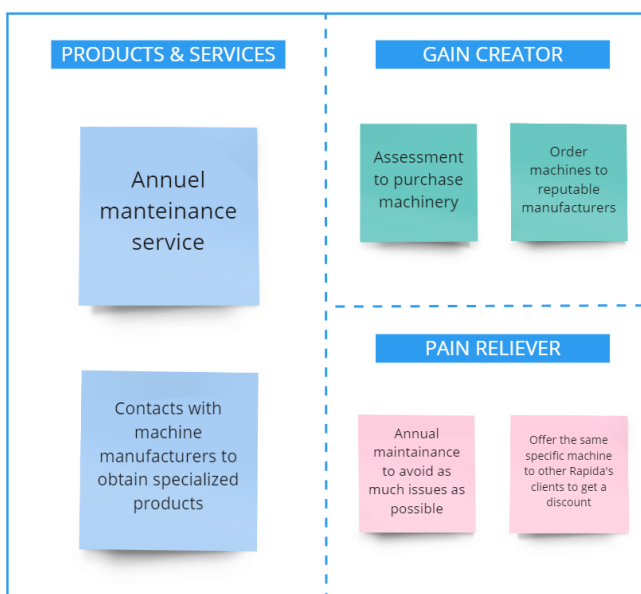 PRODUCTS & SERVICES
Annuel
manteinance
service
Contacts with
machine
manufacturers to
obtain specialized
products
GAIN CREATOR
Assessment
to purchase
machinery
Order
machines to
reputable
manufacturers
PAIN RELIEVER
Annual
maintainance
to avoid as
much issues as
possible
Offer the same
specific machine
to other Rapida's
clients to get a
discount